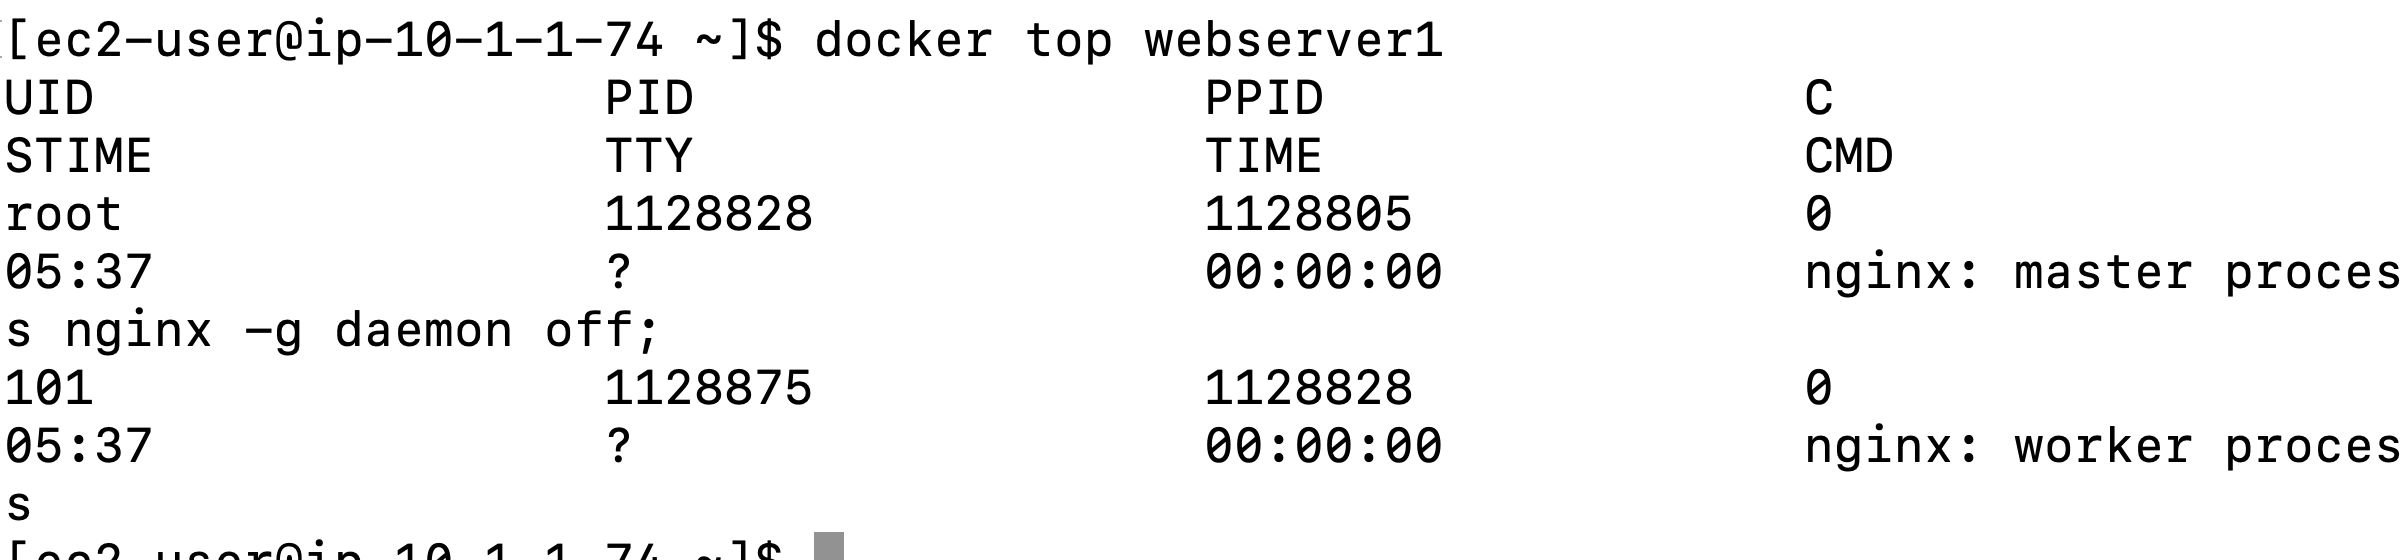 [ec2-user@ip-10-1-1-74 ~]$ docker top webserver1
UID PID PPID C
STIME TTY TIME CMD
root 1128828 1128805 0
05:37 ? 00:00:00 nginx: master proces
s nginx -g daemon off;
101 1128875 1128828 0
05:37 ? 00:00:00 nginx: worker proces
s
[ec2-user@ip-10-1-1-74 ~]$